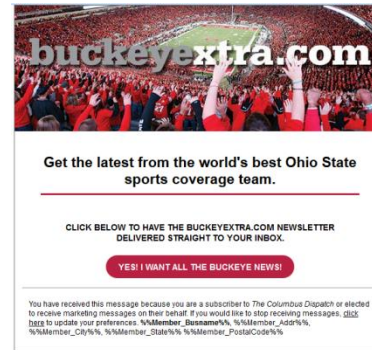 buckeyextra.com
Get the latest from the world's best Ohio State
sports coverage team.
CLICK BELOW TO HAVE THE BUCKEYEXTRA.COM NEWSLETTER
DELIVERED STRAIGHT TO YOUR INBOX.
YES! I WANT ALL THE BUCKEYE NEWS!
You have received this message because you are a subscriber to The Columbus Dispatch or elected
to receive marketing messages on their behalf. If you would like to stop receiving messages, click
here to update your preferences. %%Member_Busname%%, %%Member_Addr%%,
%%Member_City%%, %%Member_State%% %%Member_PostalCode%%